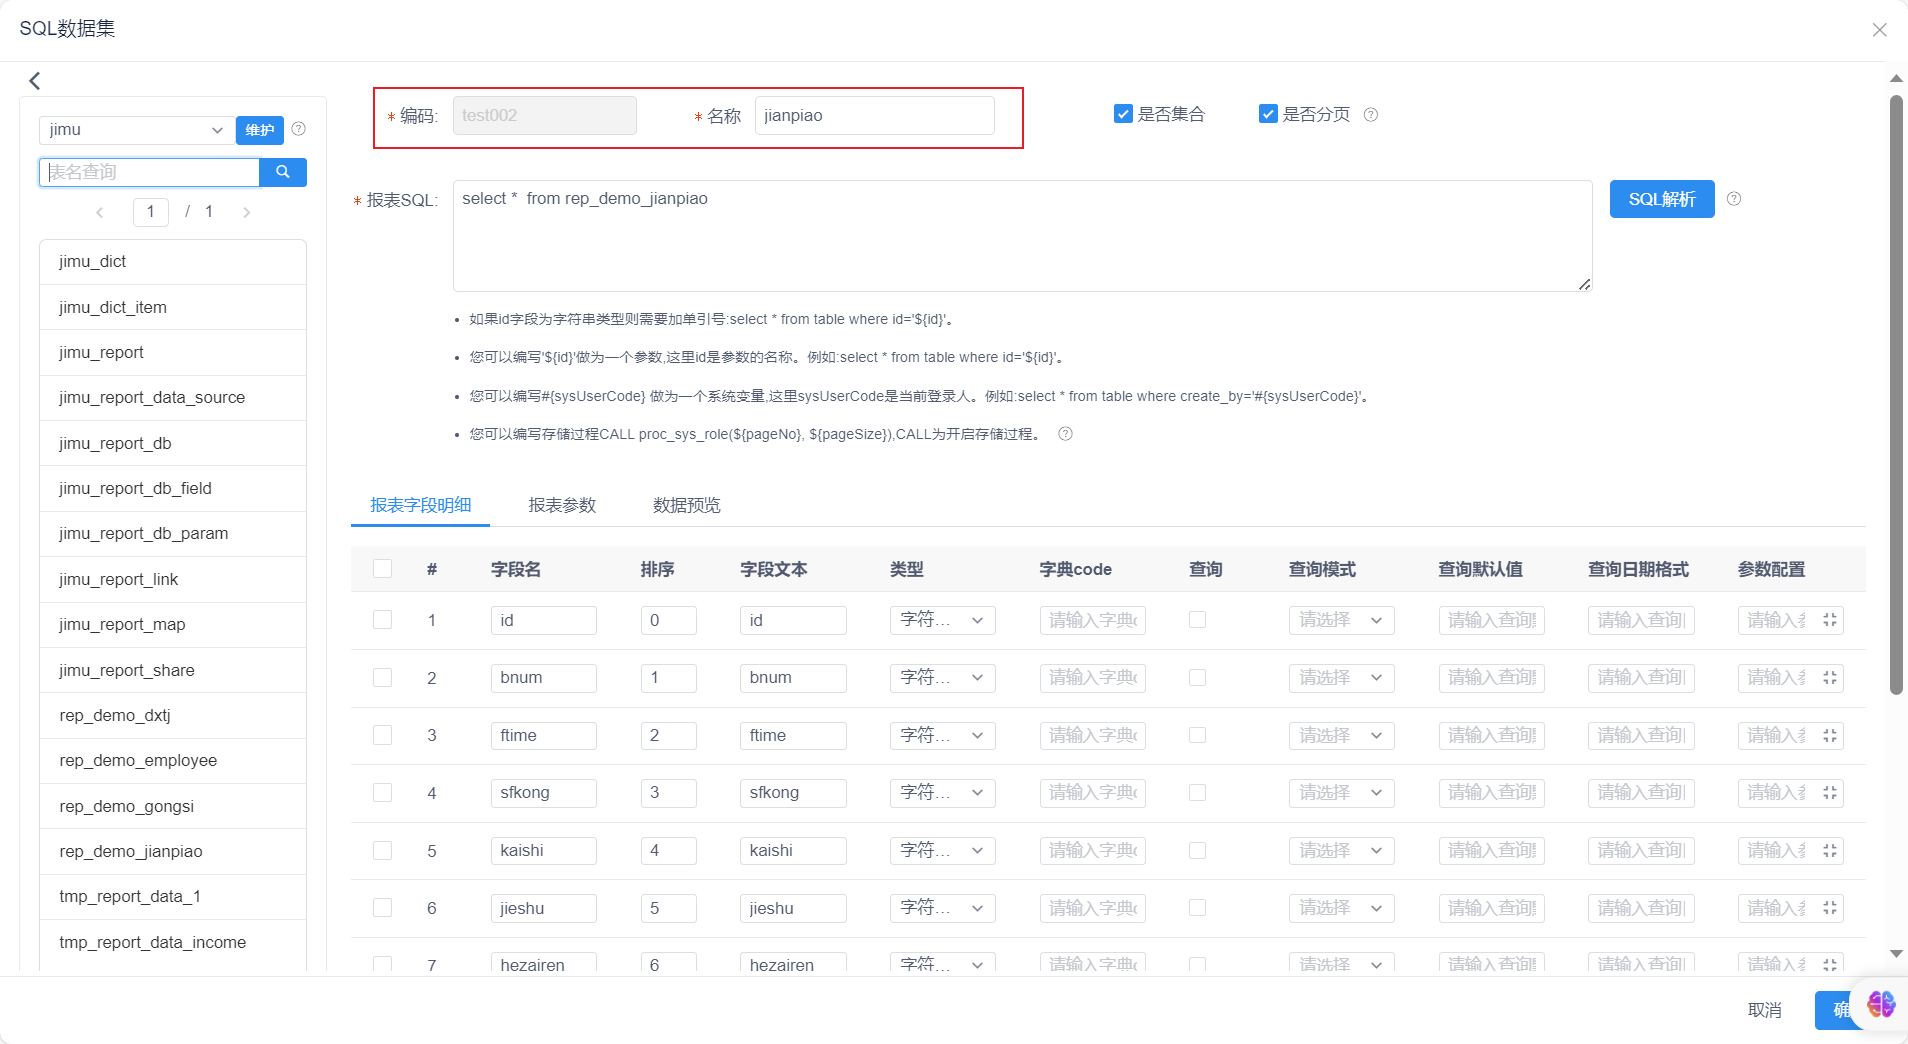 SQL数据集
jimu
维护
表名查询
1 / 1
jimu_dict
jimu_dict_item
jimu_report
jimu_report_data_source
jimu_report_db
jimu_report_db_field
jimu_report_db_param
jimu_report_link
jimu_report_map
jimu_report_share
rep_demo_dxtj
rep_demo_employee
rep_demo_gongsi
rep_demo_jianpiao
tmp_report_data_1
tmp_report_data_income
* 编码: test002 * 名称 jianpiao 是否集合 是否分页
* 报表SQL: select * from rep_demo_jianpiao SQL解析
• 如果id字段为字符串类型则需要加单引号:select * from table where id='${id}'。
• 您可以编写'${id}'做为一个参数,这里id是参数的名称。例如:select * from table where id='${id}'。
• 您可以编写#{sysUserCode} 做为一个系统变量,这里sysUserCode是当前登录人。例如:select * from table where create_by='#{sysUserCode}'。
• 您可以编写存储过程CALL proc_sys_role(${pageNo}, ${pageSize}),CALL为开启存储过程。
报表字段明细 报表参数 数据预览
# 字段名 排序 字段文本 类型 字典code 查询 查询模式 查询默认值 查询日期格式 参数配置
1 id 0 id 字符... 请输入字典 请选择 请输入查询 请输入查询 请输入
2 bnum 1 bnum 字符... 请输入字典 请选择 请输入查询 请输入查询 请输入
3 ftime 2 ftime 字符... 请输入字典 请选择 请输入查询 请输入查询 请输入
4 sfkong 3 sfkong 字符... 请输入字典 请选择 请输入查询 请输入查询 请输入
5 kaishi 4 kaishi 字符... 请输入字典 请选择 请输入查询 请输入查询 请输入
6 jieshu 5 jieshu 字符... 请输入字典 请选择 请输入查询 请输入查询 请输入
7 hezairen 6 hezairen 字符... 请输入字典 请选择 请输入查询 请输入查询 请输入
取消 确